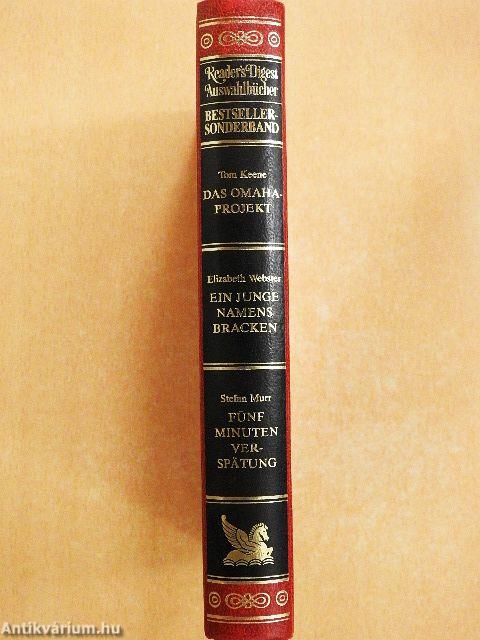 Reader's Digest
Auswahlbücher
BESTSELLER-
SONDERBAND
Tom Keene
DAS OMAHA-
PROJEKT
Elizabeth Webster
EIN JUNGE
NAMENS
BRACKEN
Stefan Murr
FÜNF
MINUTEN
VER-
SPÄTUNG
Antikvárium.hu